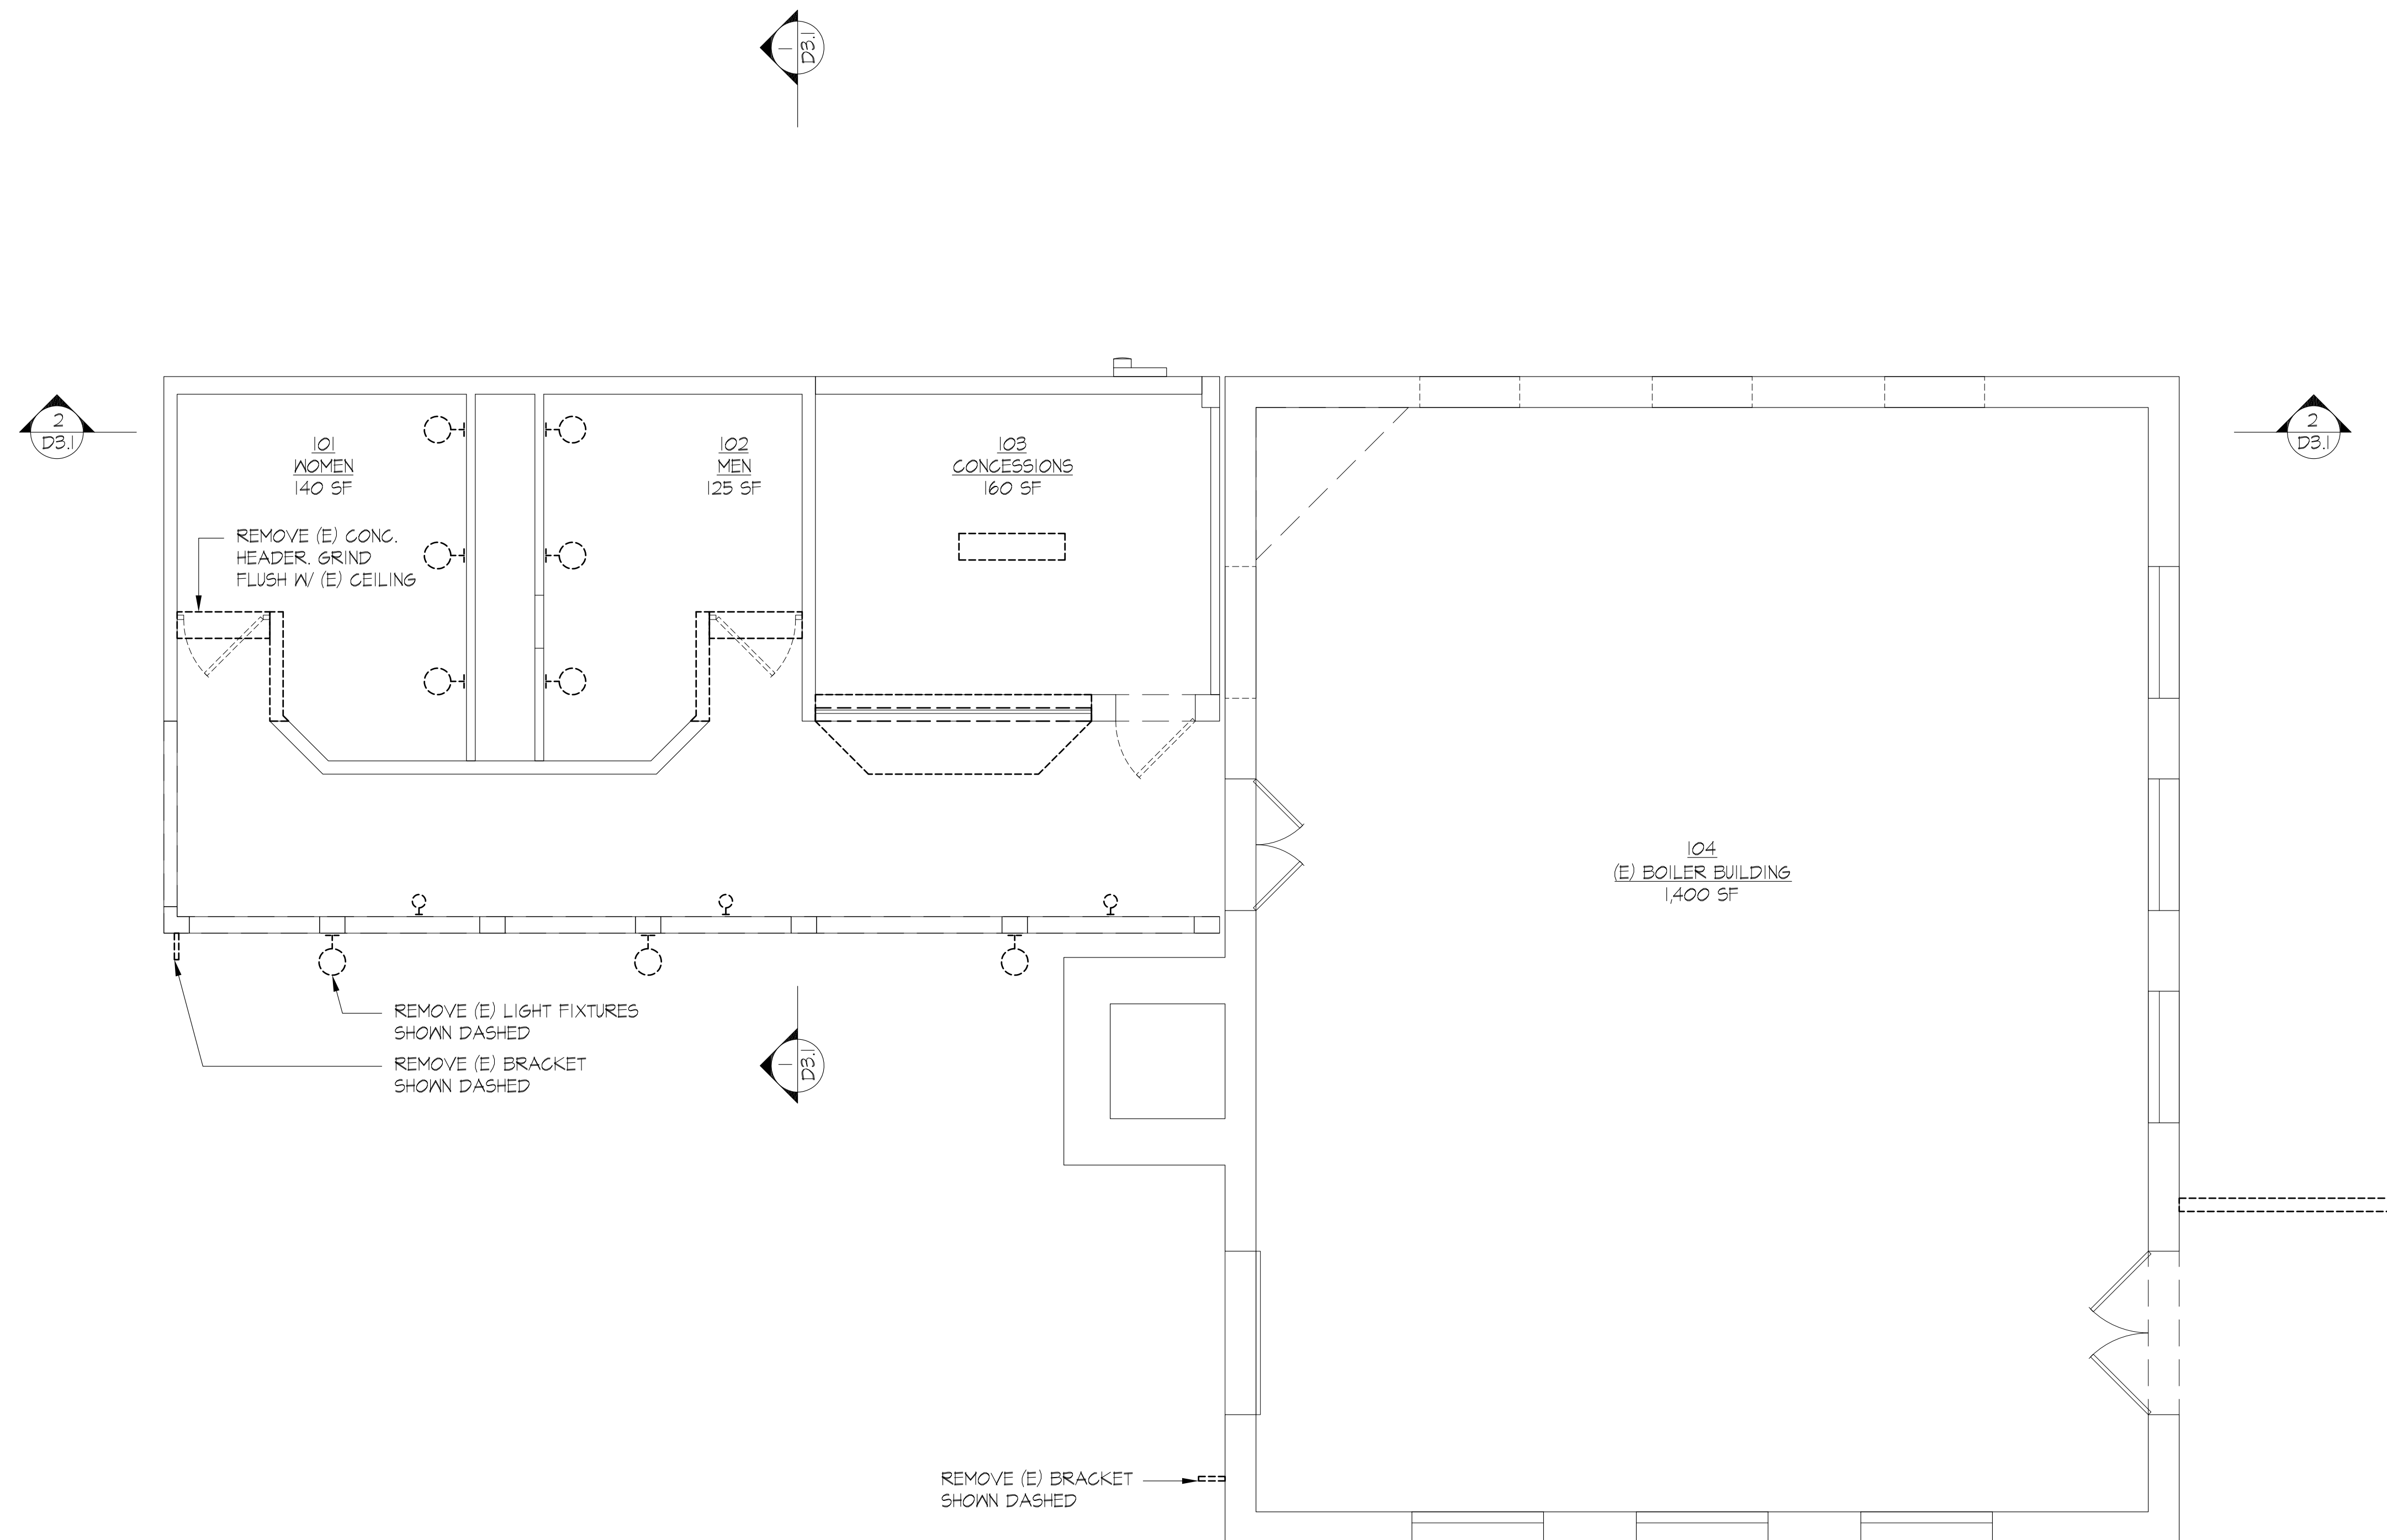 1
D3.1
2
D3.1
2
D3.1
101
WOMEN
140 SF
102
MEN
125 SF
103
CONCESSIONS
160 SF
REMOVE (E) CONC.
HEADER. GRIND
FLUSH W/ (E) CEILING
104
(E) BOILER BUILDING
1,400 SF
REMOVE (E) LIGHT FIXTURES
SHOWN DASHED
REMOVE (E) BRACKET
SHOWN DASHED
1
D3.1
REMOVE (E) BRACKET
SHOWN DASHED